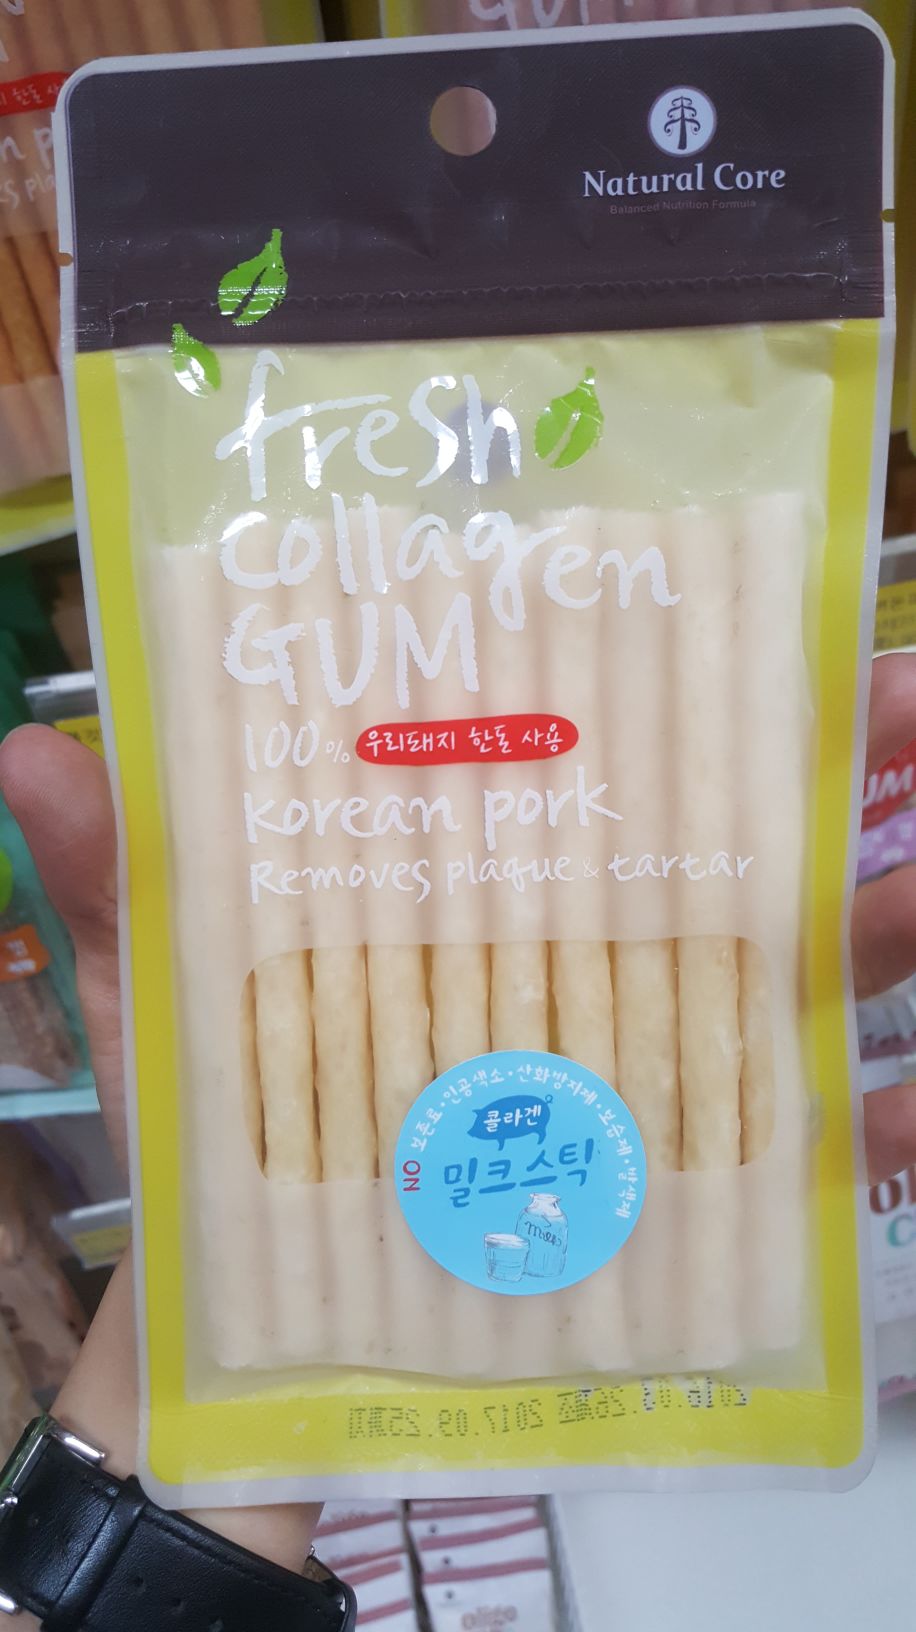 Natural Core
Balanced Nutrition Formula
fresh
collagen
GUM
100% 우리돼지 한돈 사용
korean pork
Removes plaque & tartar
NO 보존료·인공색소·산화방지제·보습제·발색제
콜라겐
밀크스틱
Milk